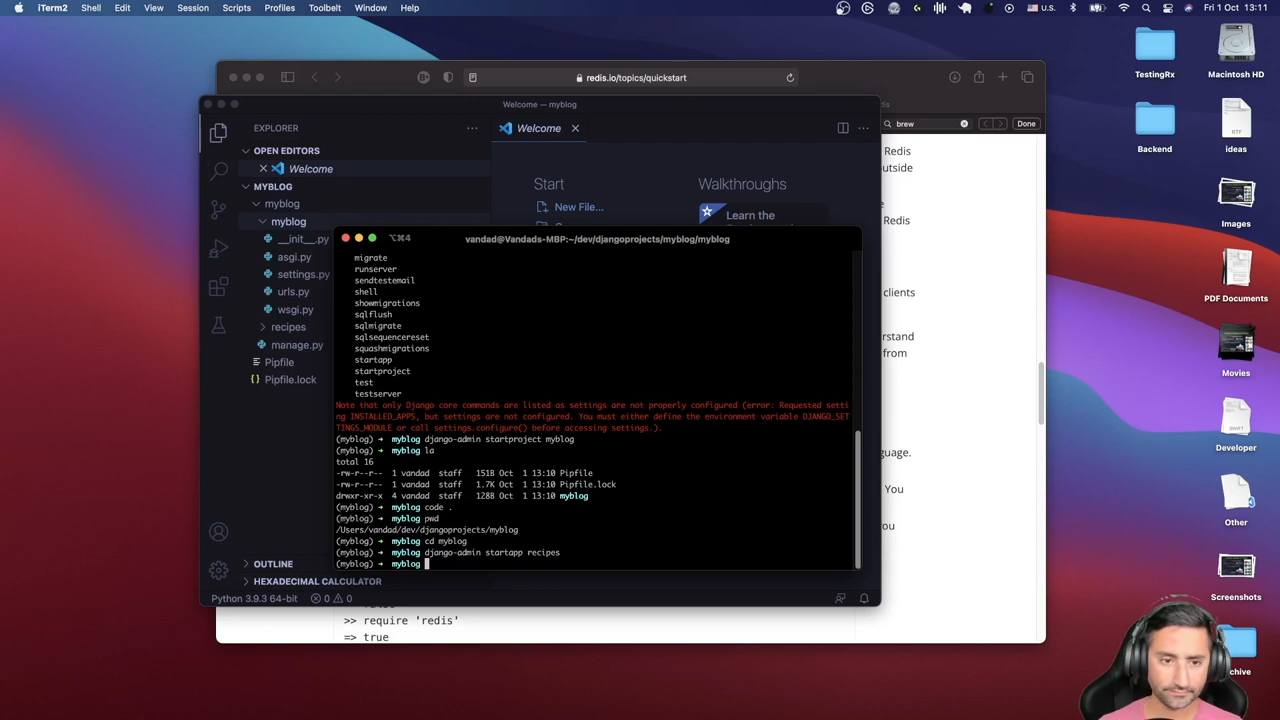 iTerm2 Shell Edit View Session Scripts Profiles Toolbelt Window Help
U.S.
Fri 1 Oct 13:11
redis.io/topics/quickstart
Welcome — myblog
brew
Done
EXPLORER
Welcome
OPEN EDITORS
Welcome
MYBLOG
myblog
myblog
__init__.py
asgi.py
settings.py
urls.py
wsgi.py
recipes
manage.py
Pipfile
Pipfile.lock
OUTLINE
HEXADECIMAL CALCULATOR
Python 3.9.3 64-bit
0 0
Start
New File...
Walkthroughs
Learn the
⌥⌘4
vandad@Vandads-MBP:~/dev/djangoprojects/myblog/myblog
migrate
runserver
sendtestemail
shell
showmigrations
sqlflush
sqlmigrate
sqlsequencereset
squashmigrations
startapp
startproject
test
testserver
Note that only Django core commands are listed as settings are not properly configured (error: Requested setti
ng INSTALLED_APPS, but settings are not configured. You must either define the environment variable DJANGO_SET
TINGS_MODULE or call settings.configure() before accessing settings.).
(myblog) ➜ myblog django-admin startproject myblog
(myblog) ➜ myblog la
total 16
-rw-r--r-- 1 vandad staff 151B Oct 1 13:10 Pipfile
-rw-r--r-- 1 vandad staff 1.7K Oct 1 13:10 Pipfile.lock
drwxr-xr-x 4 vandad staff 128B Oct 1 13:10 myblog
(myblog) ➜ myblog code .
(myblog) ➜ myblog pwd
/Users/vandad/dev/djangoprojects/myblog
(myblog) ➜ myblog cd myblog
(myblog) ➜ myblog django-admin startapp recipes
(myblog) ➜ myblog
Redis
outside
Redis
clients
from
You
>> require 'redis'
=> true
TestingRx
Macintosh HD
Backend
RTF
ideas
Images
PDF Documents
Movies
SWIFT
Developer
Other
Screenshots